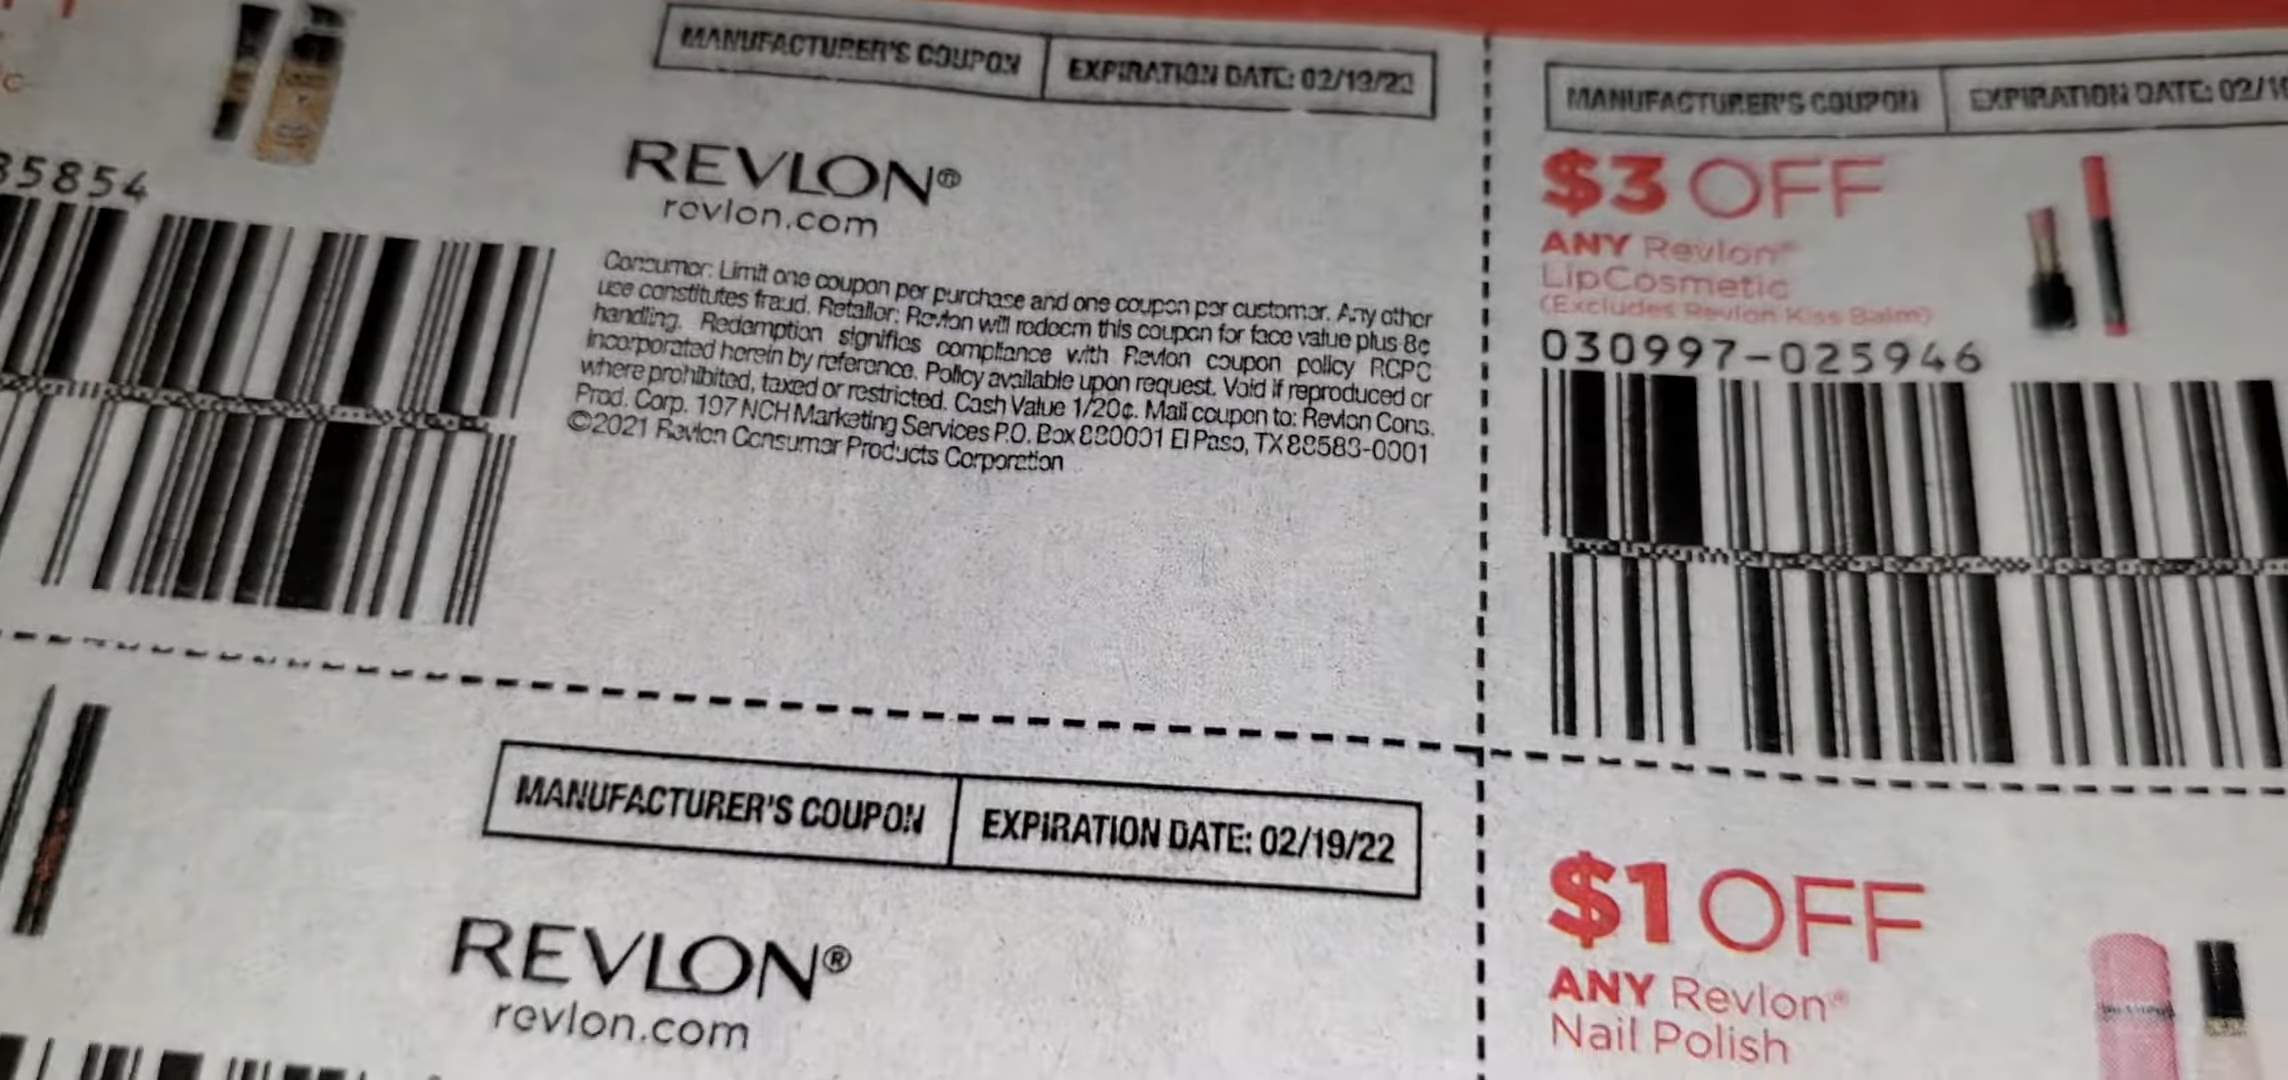 MANUFACTURER'S COUPON EXPIRATION DATE: 02/19/22
REVLON®
revlon.com
Consumer: Limit one coupon per purchase and one coupon per customer. Any other
use constitutes fraud. Retailer: Revlon will redeem this coupon for face value plus 8¢
handling. Redemption signifies compliance with Revlon coupon policy RCPC
incorporated herein by reference. Policy available upon request. Void if reproduced or
where prohibited, taxed or restricted. Cash Value 1/20¢. Mail coupon to: Revlon Cons.
Prod. Corp. 197 NCH Marketing Services P.O. Box 880001 El Paso, TX 88588-0001
©2021 Revlon Consumer Products Corporation
35854
MANUFACTURER'S COUPON EXPIRATION DATE: 02/1
$3 OFF
ANY Revlon®
LipCosmetic
(Excludes Revlon Kiss Balm)
030997-025946
MANUFACTURER'S COUPON EXPIRATION DATE: 02/19/22
REVLON®
revlon.com
$1 OFF
ANY Revlon®
Nail Polish